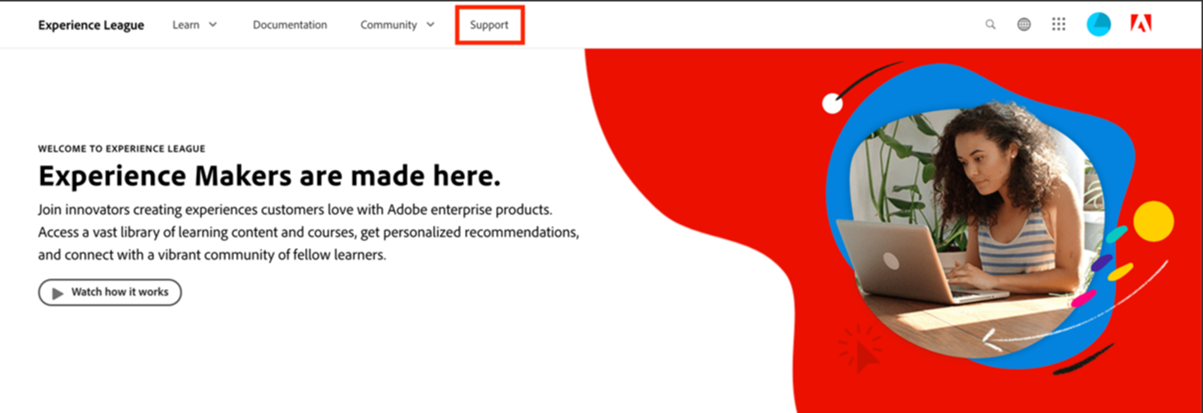 Experience League Learn Documentation Community Support
WELCOME TO EXPERIENCE LEAGUE
Experience Makers are made here.
Join innovators creating experiences customers love with Adobe enterprise products.
Access a vast library of learning content and courses, get personalized recommendations,
and connect with a vibrant community of fellow learners.
Watch how it works